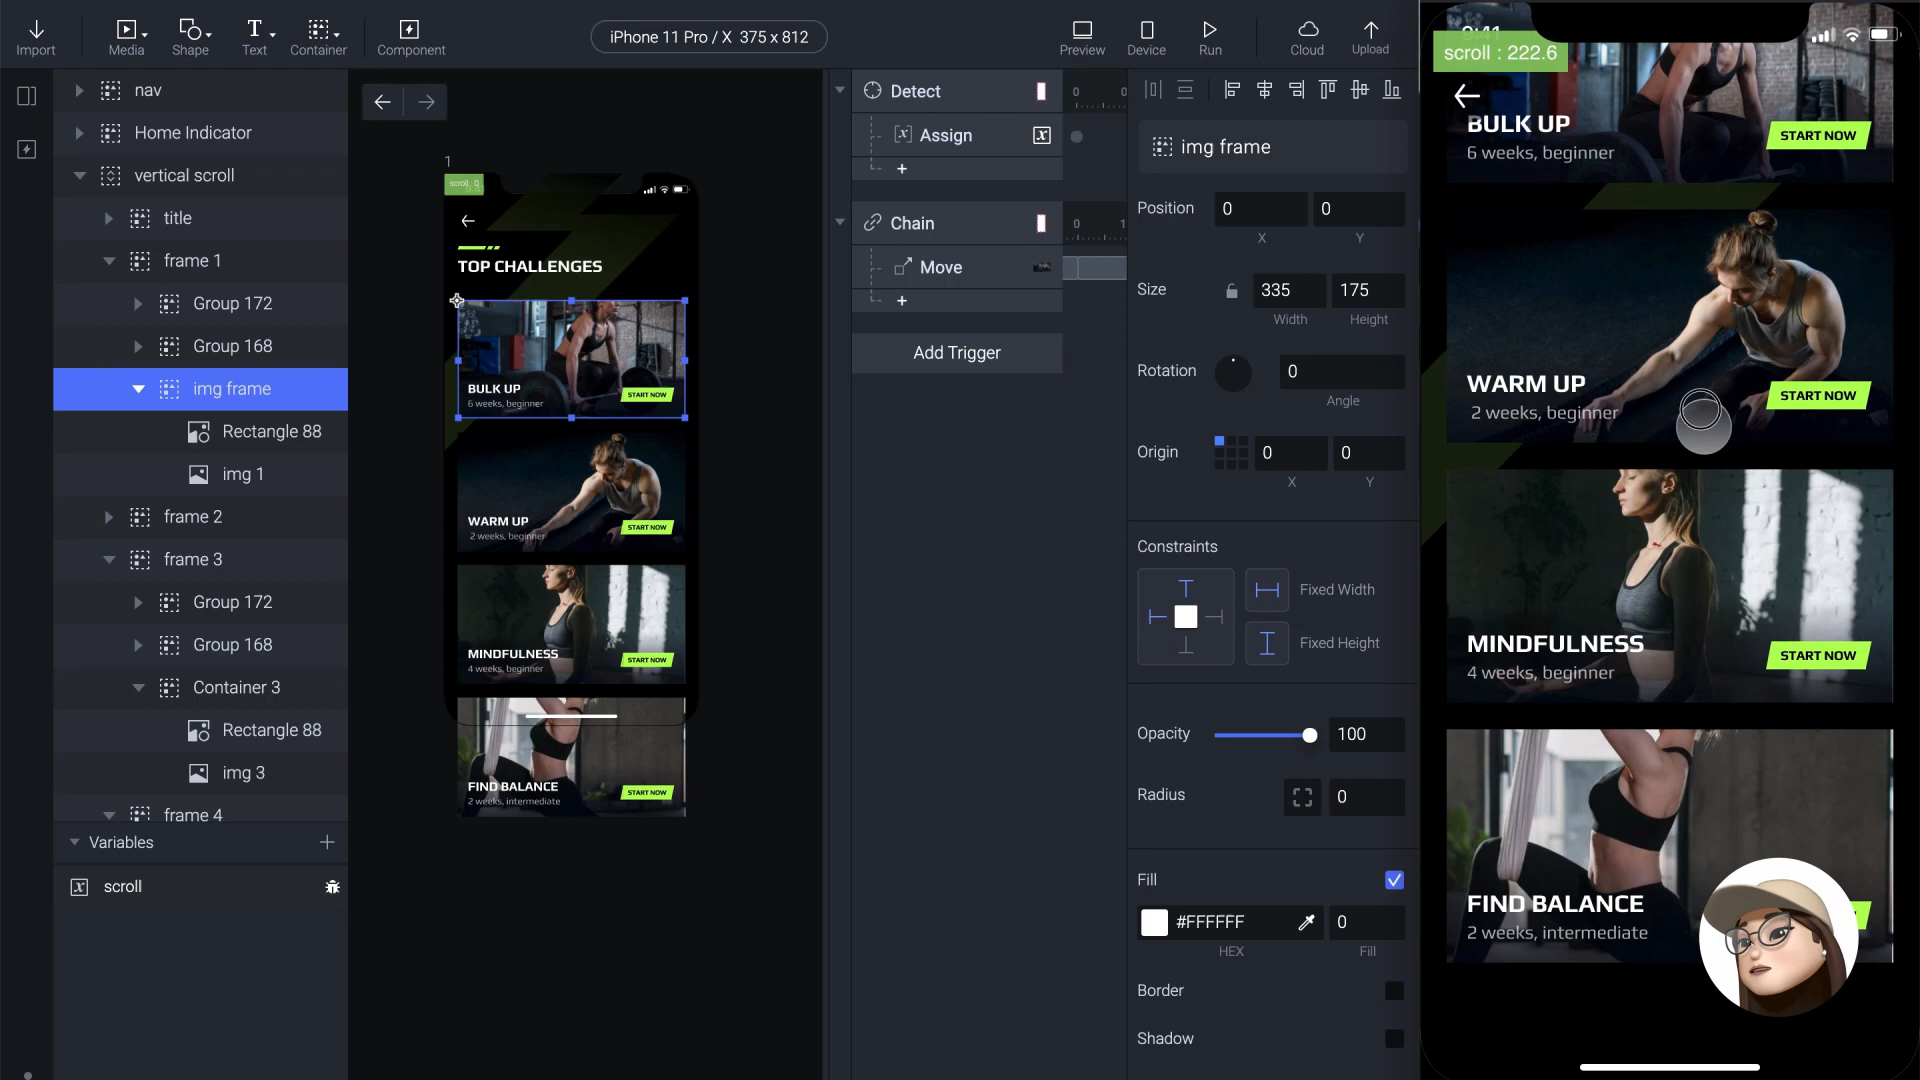 Import
Media
Shape
Text
Container
Component
iPhone 11 Pro / X 375 x 812
Preview
Device
Run
Cloud
Upload
nav
Home Indicator
vertical scroll
title
frame 1
Group 172
Group 168
img frame
Rectangle 88
img 1
frame 2
frame 3
Group 172
Group 168
Container 3
Rectangle 88
img 3
frame 4
Variables
scroll
1
TOP CHALLENGES
BULK UP
6 weeks, beginner
START NOW
WARM UP
2 weeks, beginner
START NOW
MINDFULNESS
4 weeks, beginner
START NOW
FIND BALANCE
2 weeks, intermediate
START NOW
Detect
0
Assign
+
Chain
0
1
Move
+
Add Trigger
img frame
Position
0
0
X
Y
Size
335
175
Width
Height
Rotation
0
Angle
Origin
0
0
X
Y
Constraints
Fixed Width
Fixed Height
Opacity
100
Radius
0
Fill
#FFFFFF
0
HEX
Fill
Border
Shadow
scroll : 222.6
BULK UP
6 weeks, beginner
START NOW
WARM UP
2 weeks, beginner
START NOW
MINDFULNESS
4 weeks, beginner
START NOW
FIND BALANCE
2 weeks, intermediate